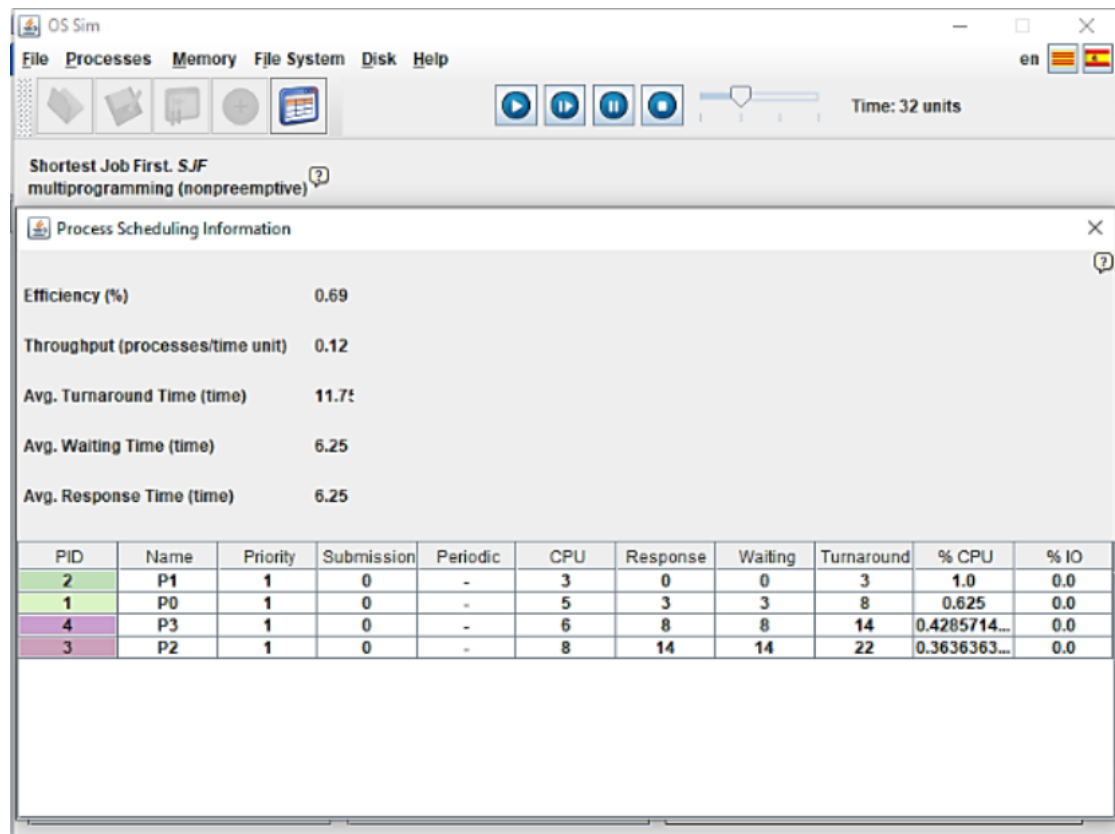 OS Sim
File Processes Memory File System Disk Help en
Time: 32 units
Shortest Job First. SJF
multiprogramming (nonpreemptive) ?
Process Scheduling Information
?
Efficiency (%) 0.69
Throughput (processes/time unit) 0.12
Avg. Turnaround Time (time) 11.75
Avg. Waiting Time (time) 6.25
Avg. Response Time (time) 6.25
PID Name Priority Submission Periodic CPU Response Waiting Turnaround % CPU % IO
2 P1 1 0 - 3 0 0 3 1.0 0.0
1 P0 1 0 - 5 3 3 8 0.625 0.0
4 P3 1 0 - 6 8 8 14 0.4285714... 0.0
3 P2 1 0 - 8 14 14 22 0.3636363... 0.0